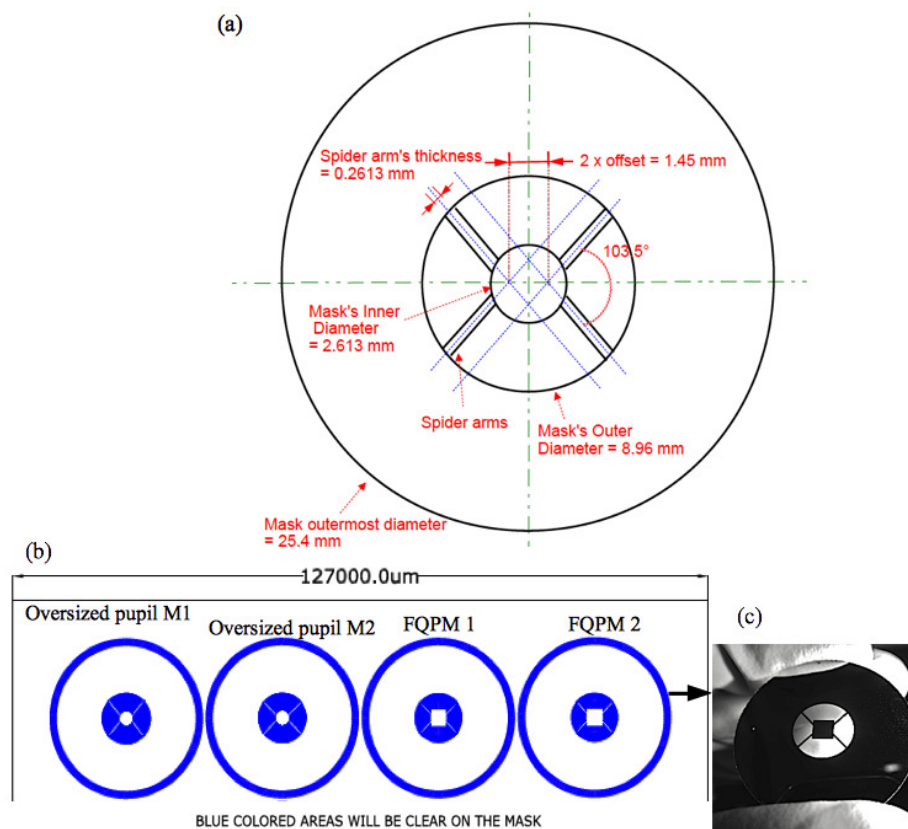 (a)
Spider arm's thickness
= 0.2613 mm
2 x offset = 1.45 mm
103.5°
Mask's Inner
Diameter
= 2.613 mm
Spider arms
Mask's Outer
Diameter = 8.96 mm
Mask outermost diameter
= 25.4 mm
(b)
127000.0um
Oversized pupil M1
Oversized pupil M2
FQPM 1
FQPM 2
(c)
BLUE COLORED AREAS WILL BE CLEAR ON THE MASK